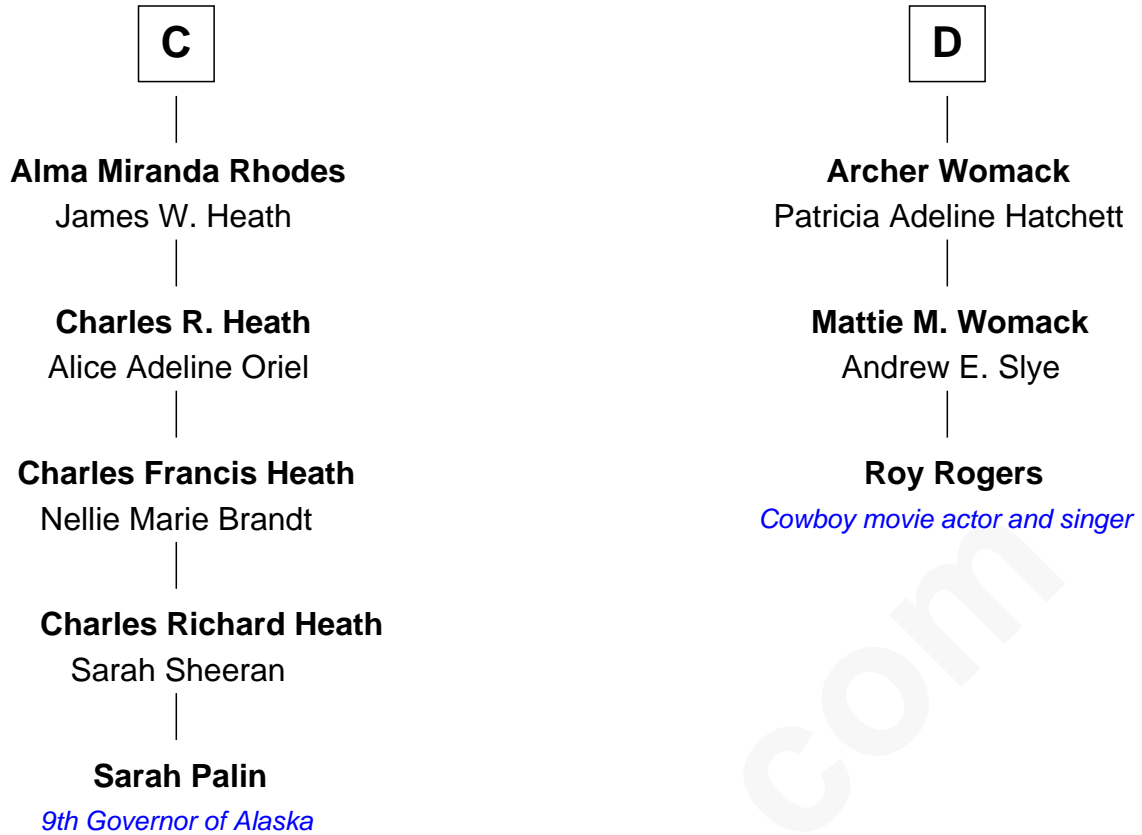 C
Alma Miranda Rhodes
James W. Heath
Charles R. Heath
Alice Adeline Oriel
Charles Francis Heath
Nellie Marie Brandt
Charles Richard Heath
Sarah Sheeran
Sarah Palin
9th Governor of Alaska
D
Archer Womack
Patricia Adeline Hatchett
Mattie M. Womack
Andrew E. Slye
Roy Rogers
Cowboy movie actor and singer
com